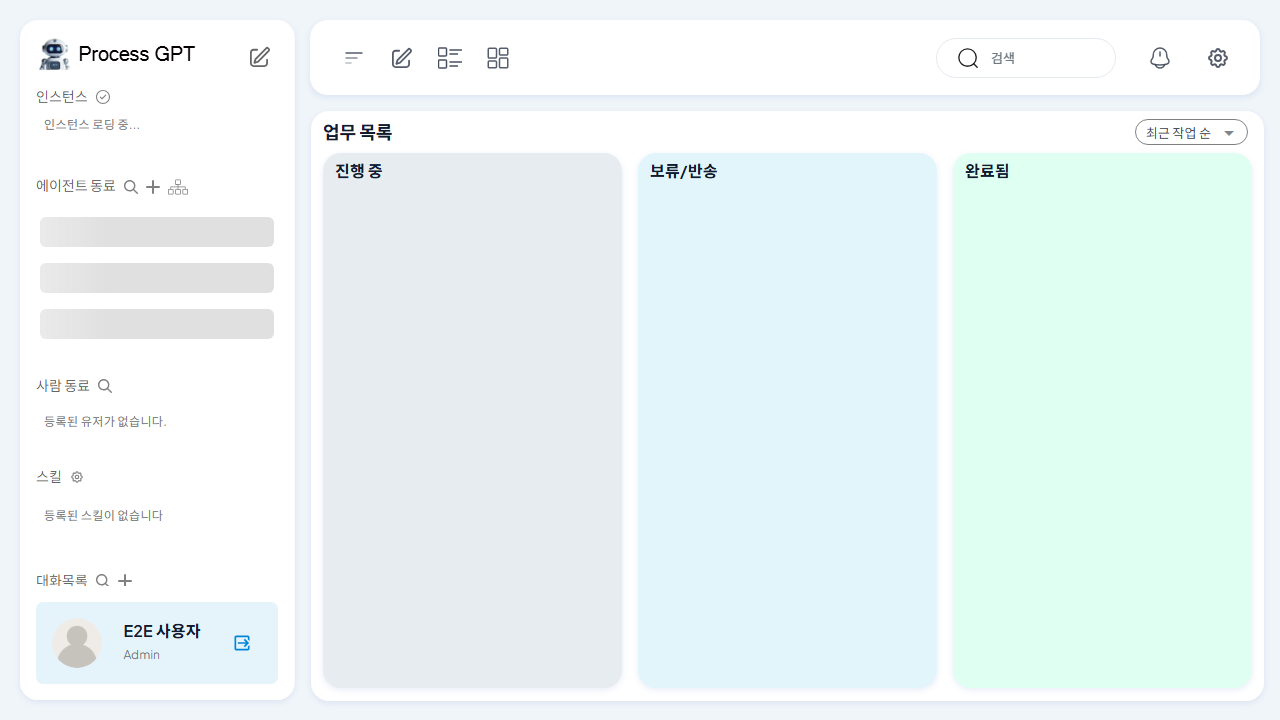 Process GPT
인스턴스
인스턴스 로딩 중...
에이전트 동료
사람 동료
등록된 유저가 없습니다.
스킬
등록된 스킬이 없습니다
대화목록
E2E 사용자
Admin
검색
업무 목록
최근 작업 순
진행 중
보류/반송
완료됨